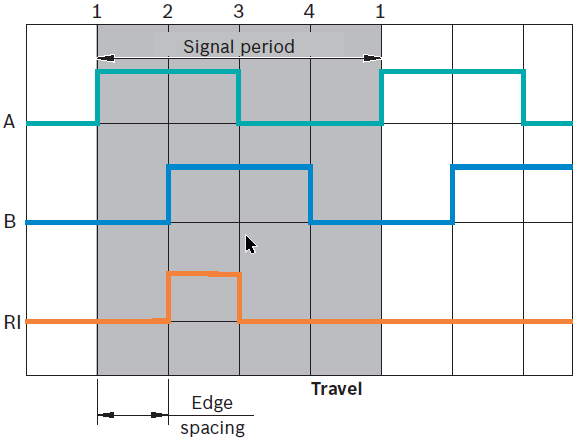 1 2 3 4 1
Signal period
A
B
RI
Travel
Edge
spacing